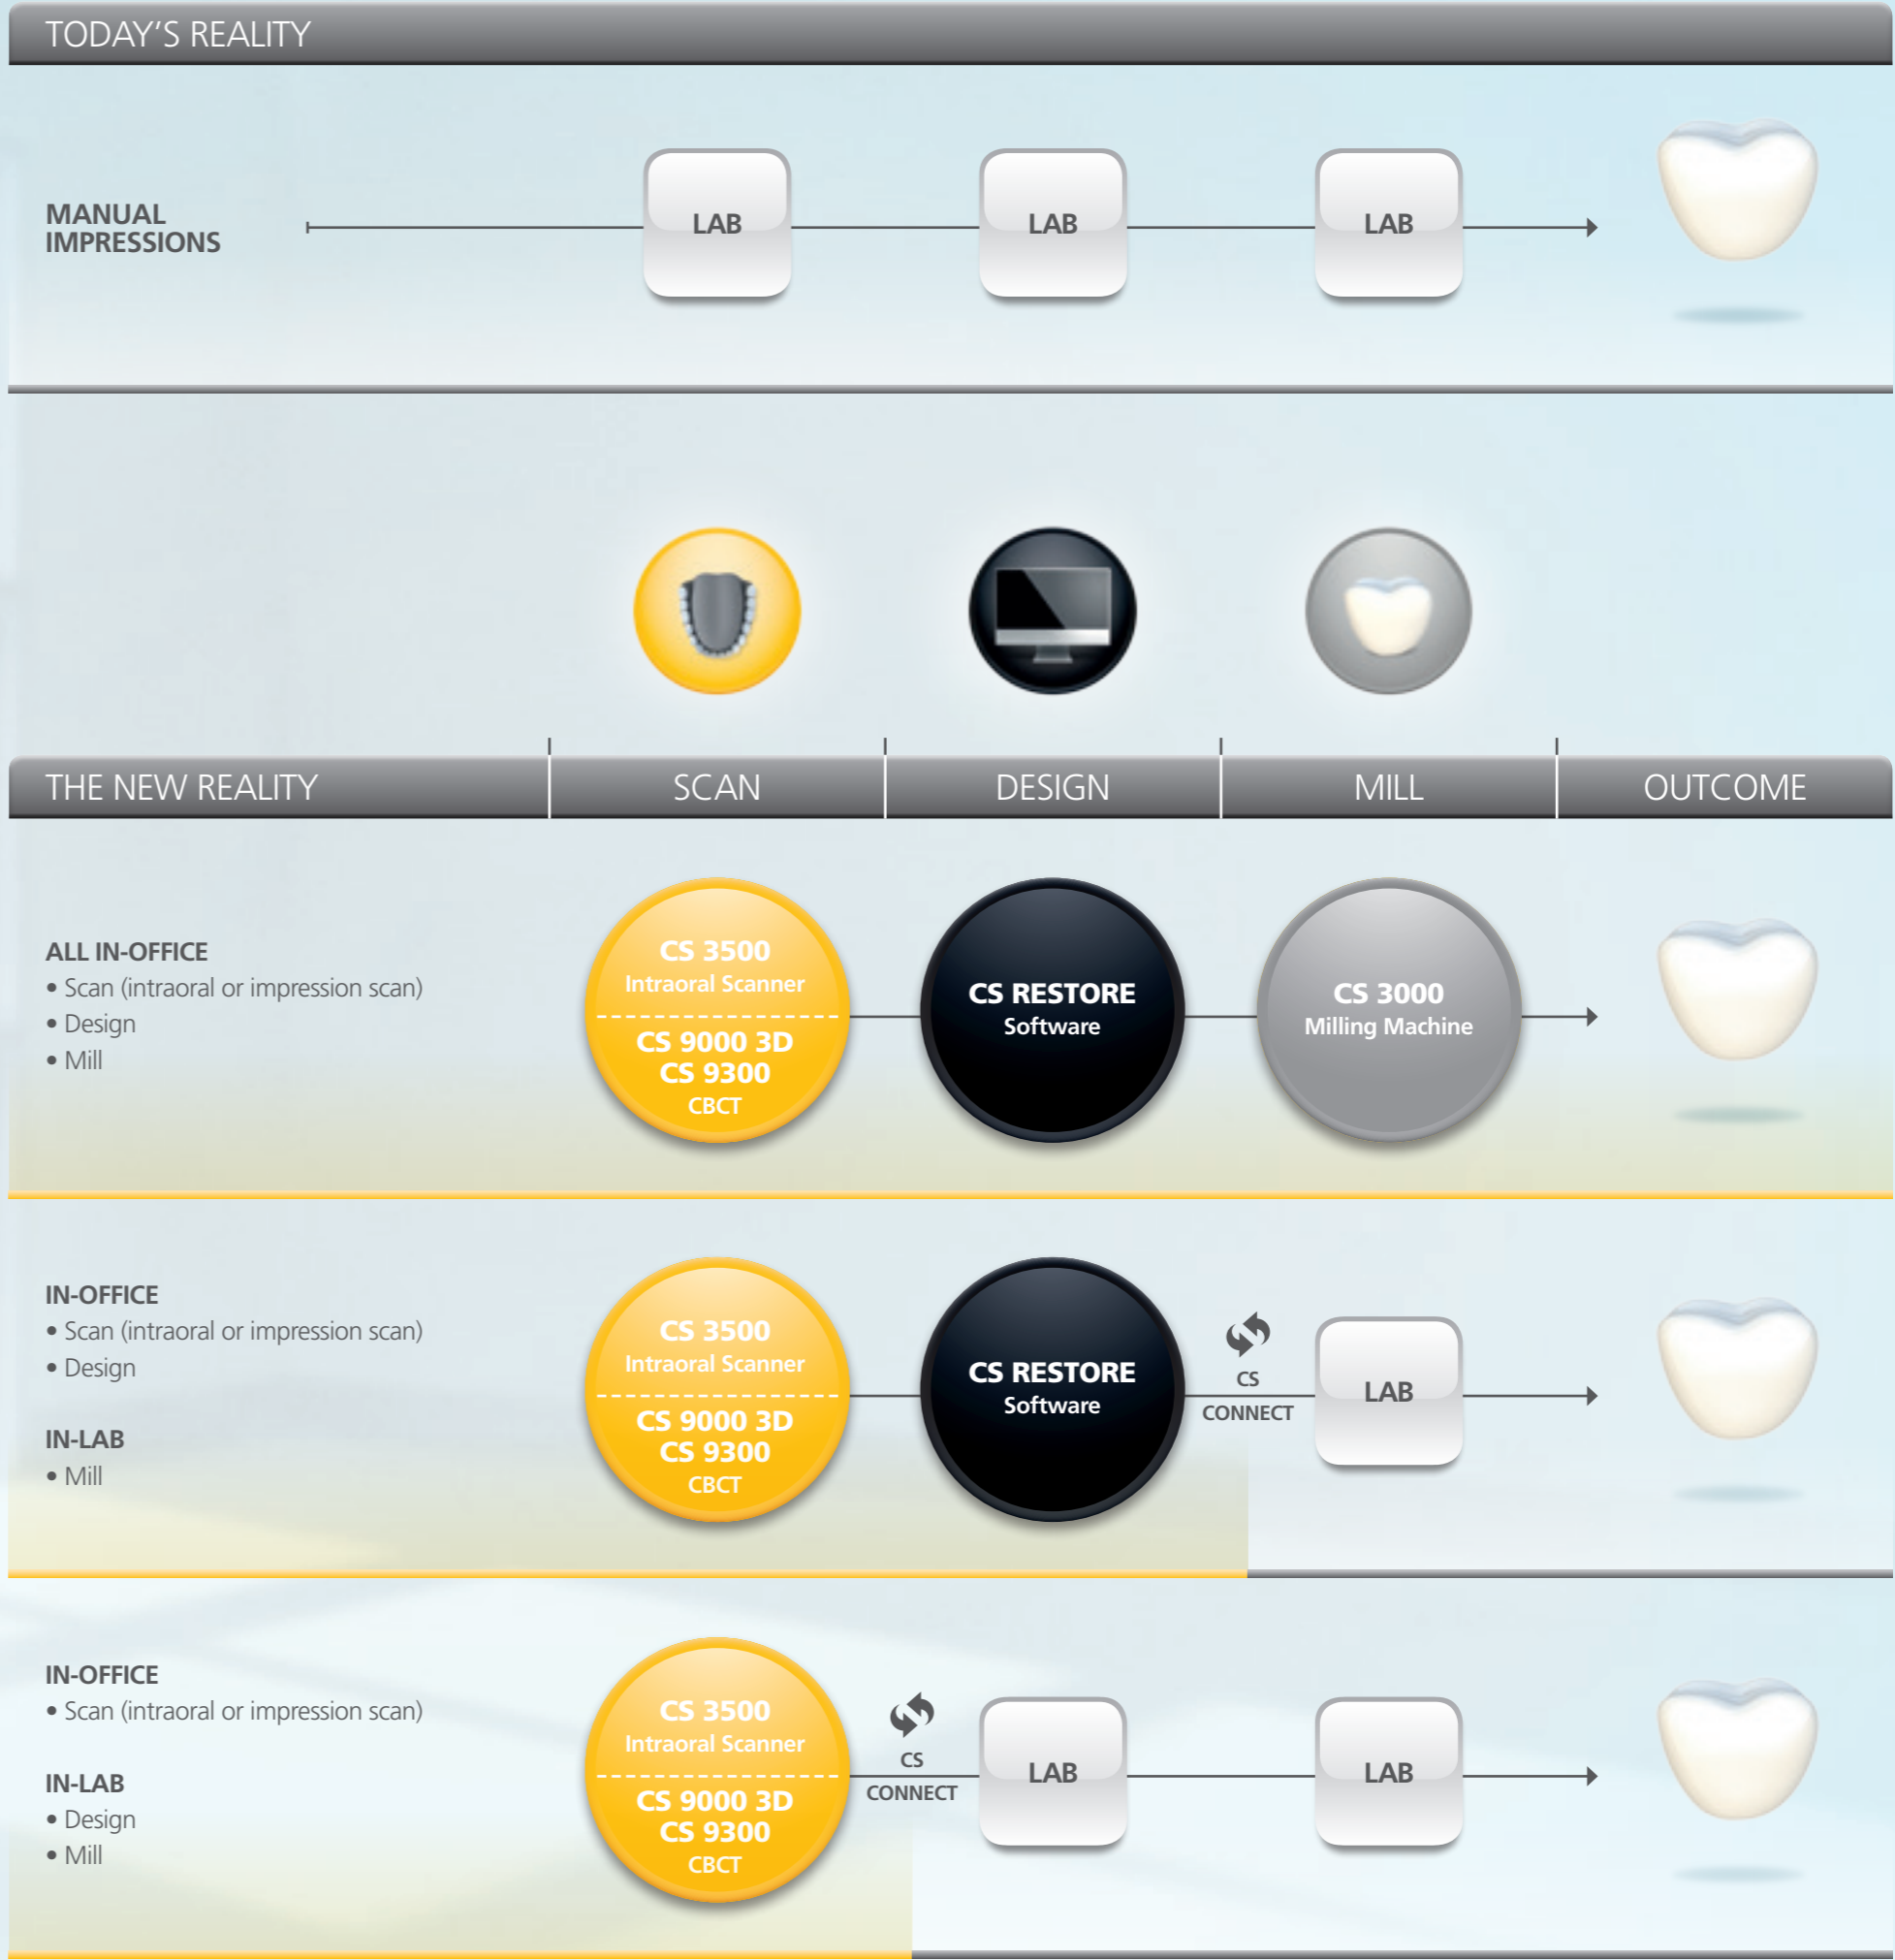 TODAY'S REALITY
MANUAL
IMPRESSIONS
LAB
LAB
LAB
THE NEW REALITY
SCAN
DESIGN
MILL
OUTCOME
ALL IN-OFFICE
• Scan (intraoral or impression scan)
• Design
• Mill
CS 3500
Intraoral Scanner
CS 9000 3D
CS 9300
CBCT
CS RESTORE
Software
CS 3000
Milling Machine
IN-OFFICE
• Scan (intraoral or impression scan)
• Design
IN-LAB
• Mill
CS 3500
Intraoral Scanner
CS 9000 3D
CS 9300
CBCT
CS RESTORE
Software
CS
CONNECT
LAB
IN-OFFICE
• Scan (intraoral or impression scan)
IN-LAB
• Design
• Mill
CS 3500
Intraoral Scanner
CS 9000 3D
CS 9300
CBCT
CS
CONNECT
LAB
LAB